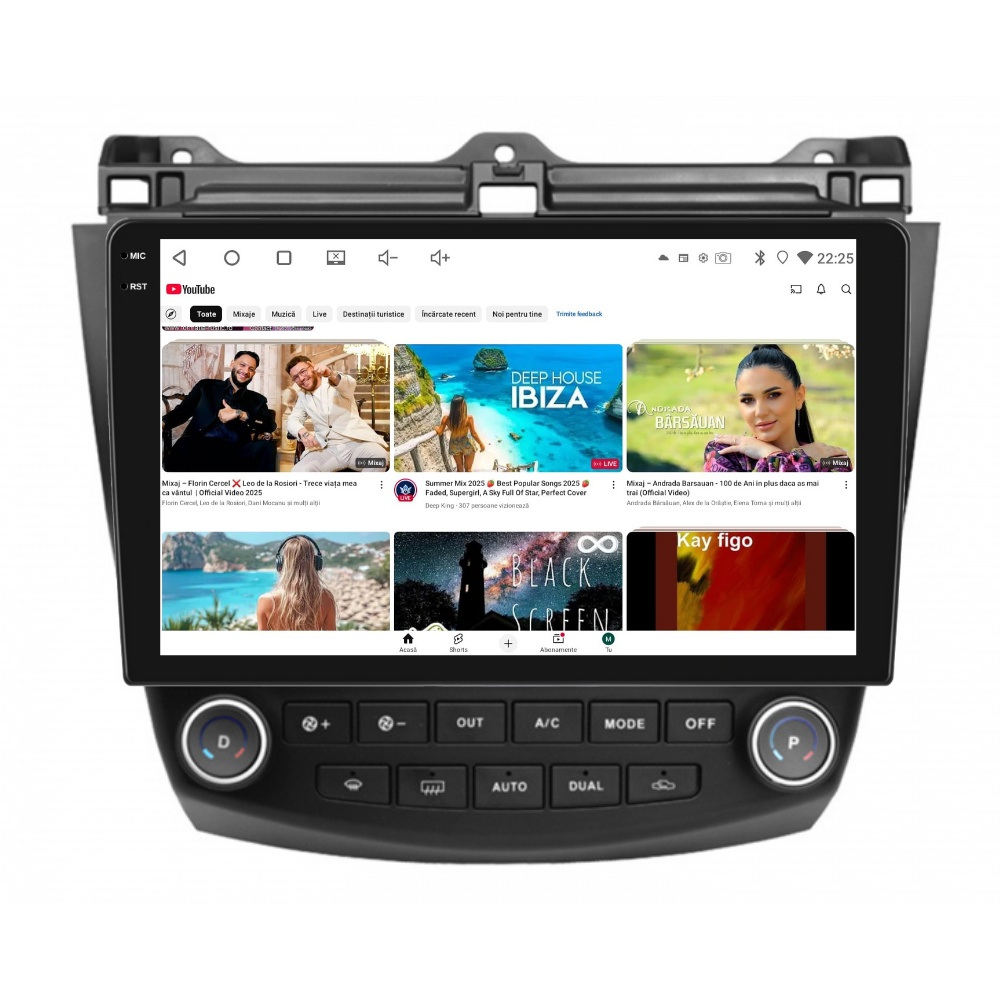 MIC
RST
22:25
YouTube
Toate
Mixaje
Muzică
Live
Destinații turistice
Încărcate recent
Noi pentru tine
Trimite feedback
DEEP HOUSE
IBIZA
ANDRADA
BÂRSĂUAN
Mixaj
LIVE
Mixaj
Mixaj – Florin Cercel ❌ Leo de la Rosiori - Trece viața mea
ca vântul | Official Video 2025
Florin Cercel, Leo de la Rosiori, Dani Mocanu și mulți alții
LIVE
Summer Mix 2025 🍓 Best Popular Songs 2025 🍓
Faded, Supergirl, A Sky Full Of Star, Perfect Cover
Deep King · 307 persoane vizionează
Mixaj – Andrada Barsauan - 100 de Ani in plus daca as mai
trai (Official Video)
Andrada Bârsăuan, Alex de la Orăștie, Elena Toma și mulți alții
BLACK
SCREEN
Kay figo
Acasă
Shorts
Abonamente
M
Tu
D
+
−
OUT
A/C
MODE
OFF
P
AUTO
DUAL